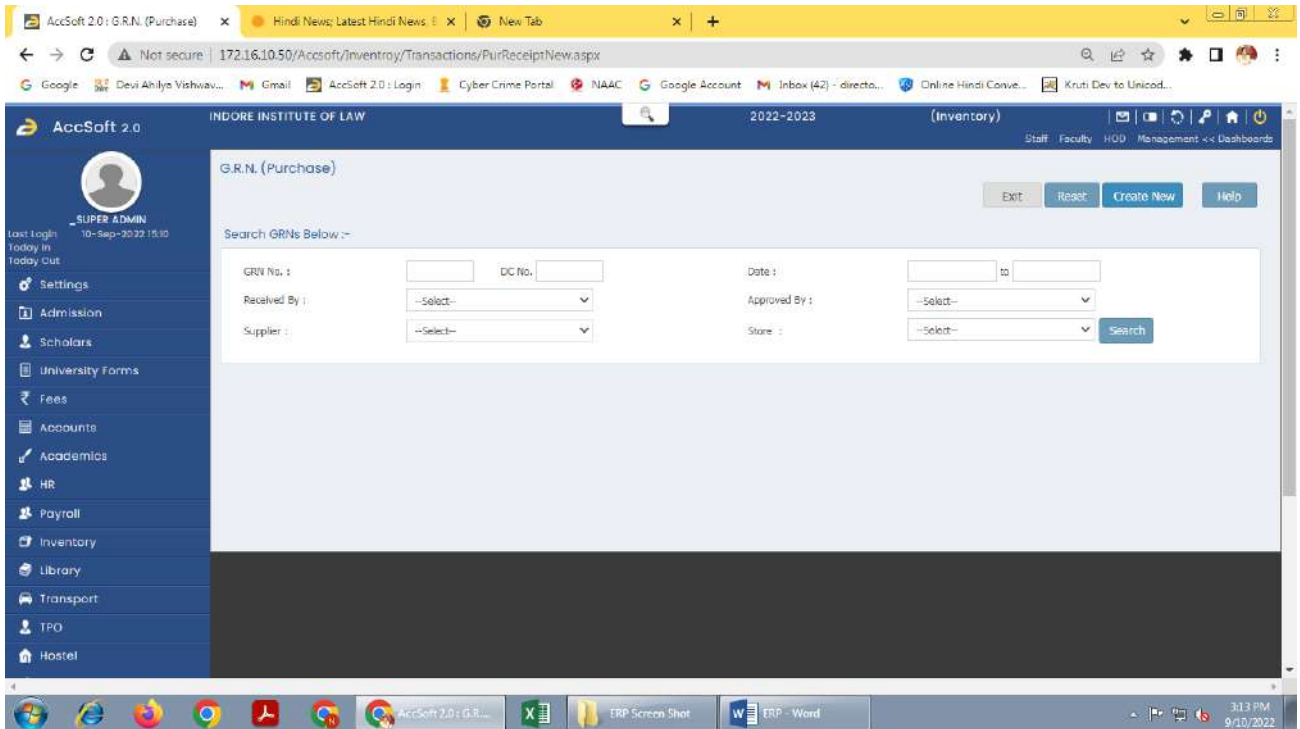 AccSoft 2.0 : G.R.N. (Purchase)
Hindi News; Latest Hindi News,
New Tab
Not secure
172.16.10.50/Accsoft/Inventroy/Transactions/PurReceiptNew.aspx
Google
Devi Ahilya Vishwav...
Gmail
AccSoft 2.0 : Login
Cyber Crime Portal
NAAC
Google Account
Inbox (42) - directo...
Online Hindi Conve...
Kruti Dev to Unicod...
AccSoft 2.0
INDORE INSTITUTE OF LAW
2022-2023
(Inventory)
Staff Faculty HOD Management << Dashboards
_SUPER ADMIN
Last Login 10-Sep-2022 15:10
Today In
Today Out
Settings
Admission
Scholars
University Forms
Fees
Accounts
Academics
HR
Payroll
Inventory
Library
Transport
TPO
Hostel
G.R.N. (Purchase)
Exit
Reset
Create New
Help
Search GRNs Below :-
GRN No. :
DC No.
Date :
to
Received By :
--Select--
Approved By :
--Select--
Supplier :
--Select--
Store :
--Select--
Search
AccSoft 2.0 : G.R....
ERP Screen Shot
ERP - Word
3:13 PM
9/10/2022